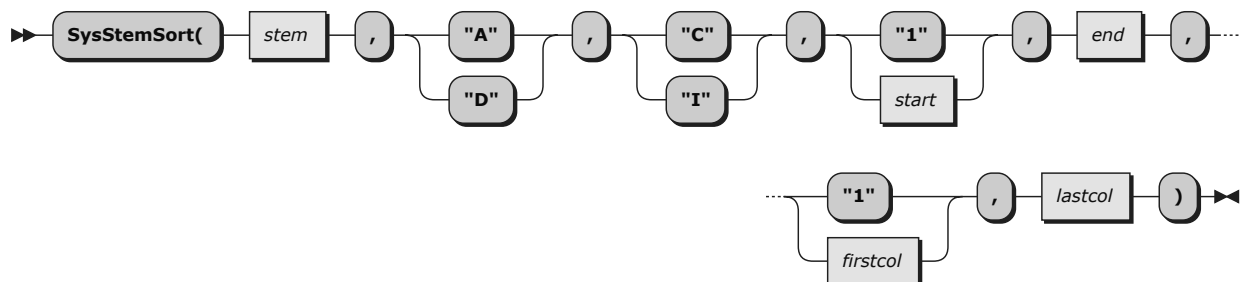 SysStemSort( stem , "A" , "C" , "1" , end ,
"D" "I" start
"1" , lastcol )
firstcol